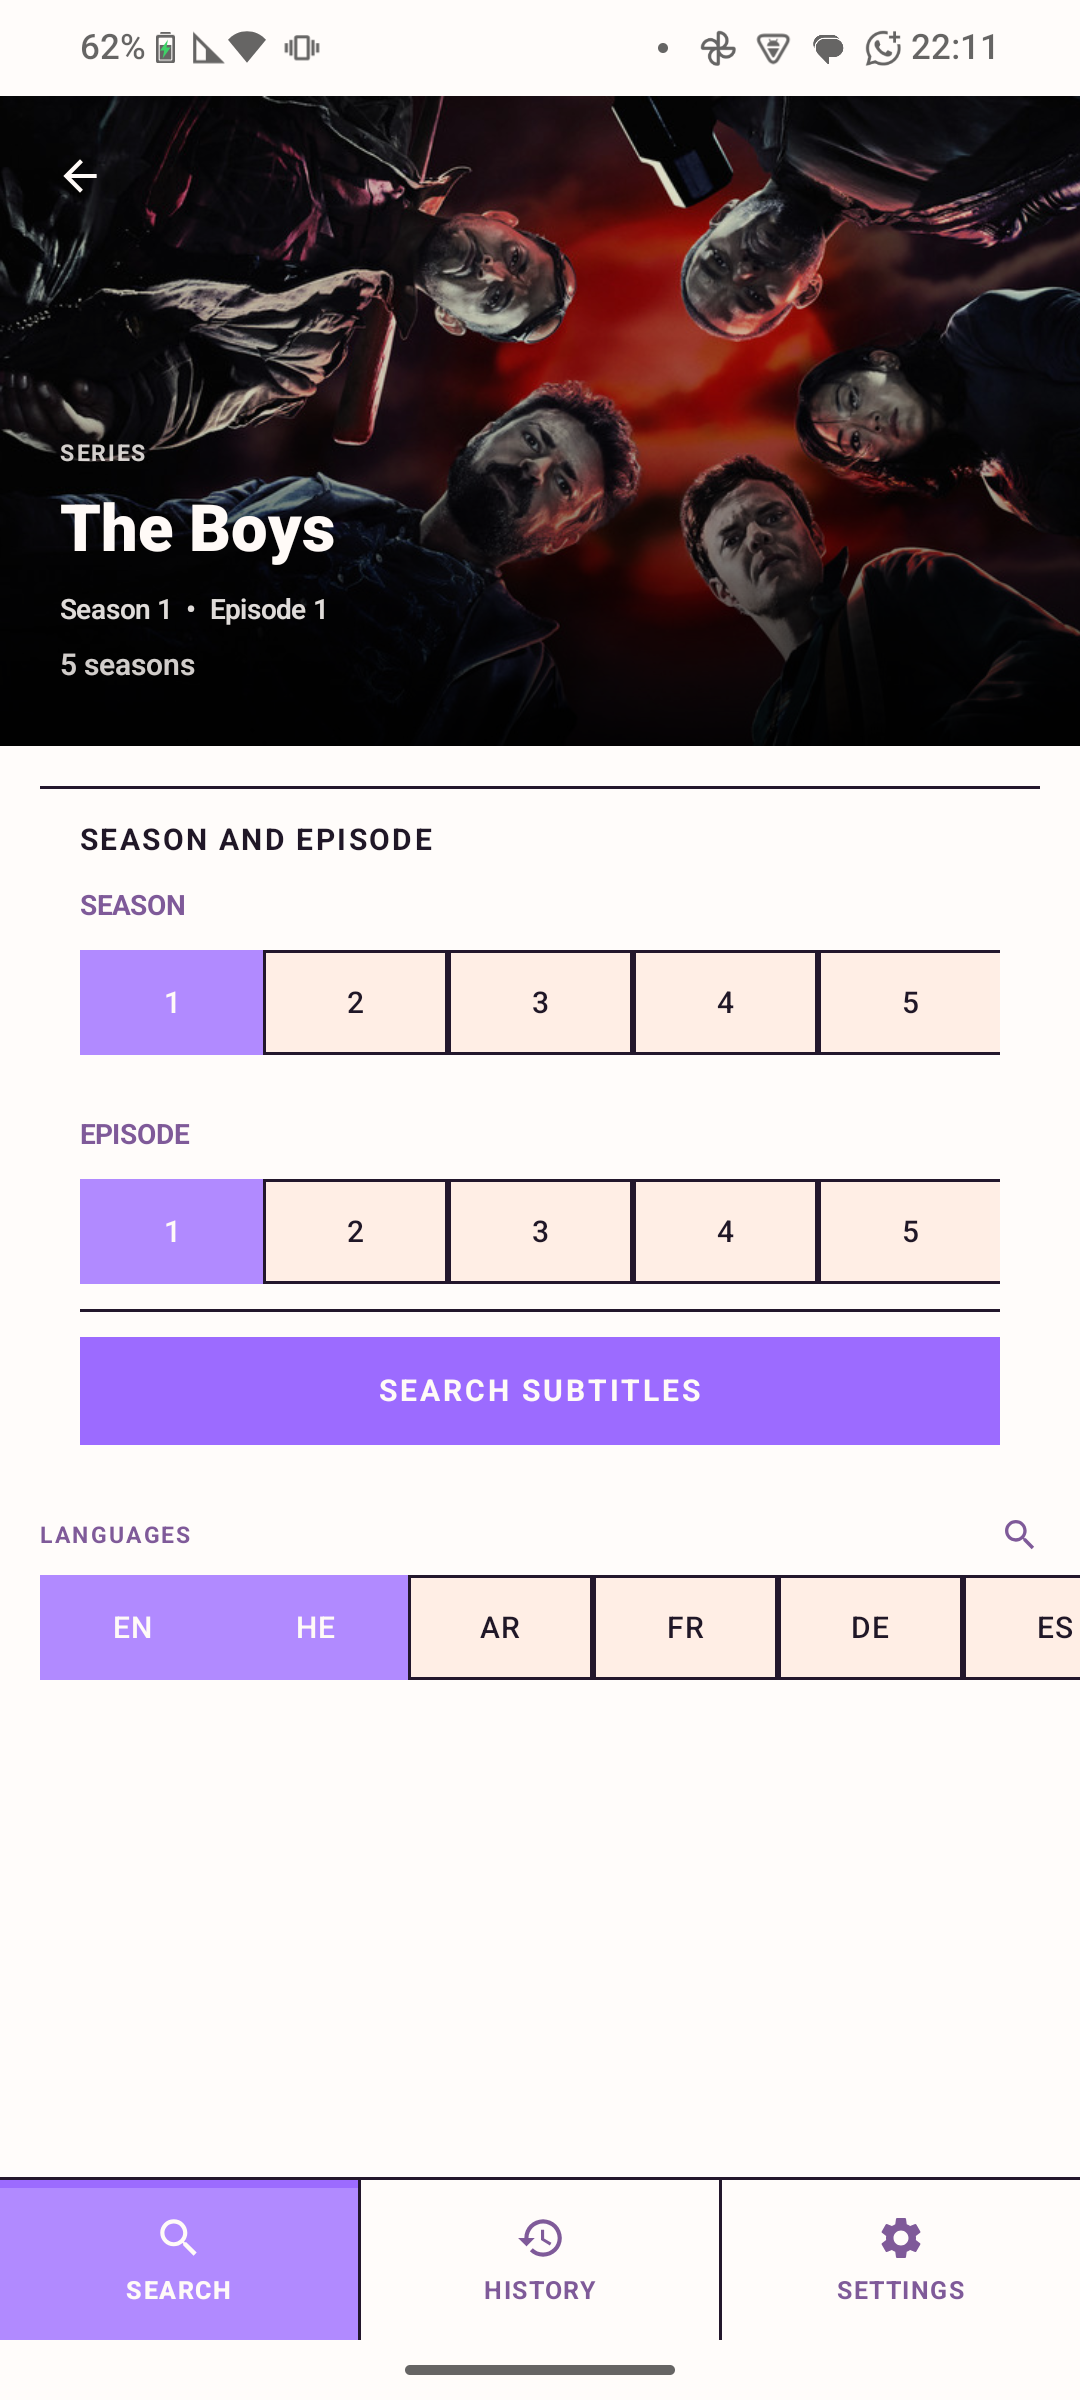 62% 22:11
SERIES
The Boys
Season 1 • Episode 1
5 seasons
SEASON AND EPISODE
SEASON
1 2 3 4 5
EPISODE
1 2 3 4 5
SEARCH SUBTITLES
LANGUAGES
EN HE AR FR DE ES
SEARCH HISTORY SETTINGS